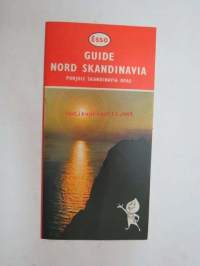 Esso
GUIDE
NORD SKANDINAVIA
POHJOIS SKANDINAVIA OPAS